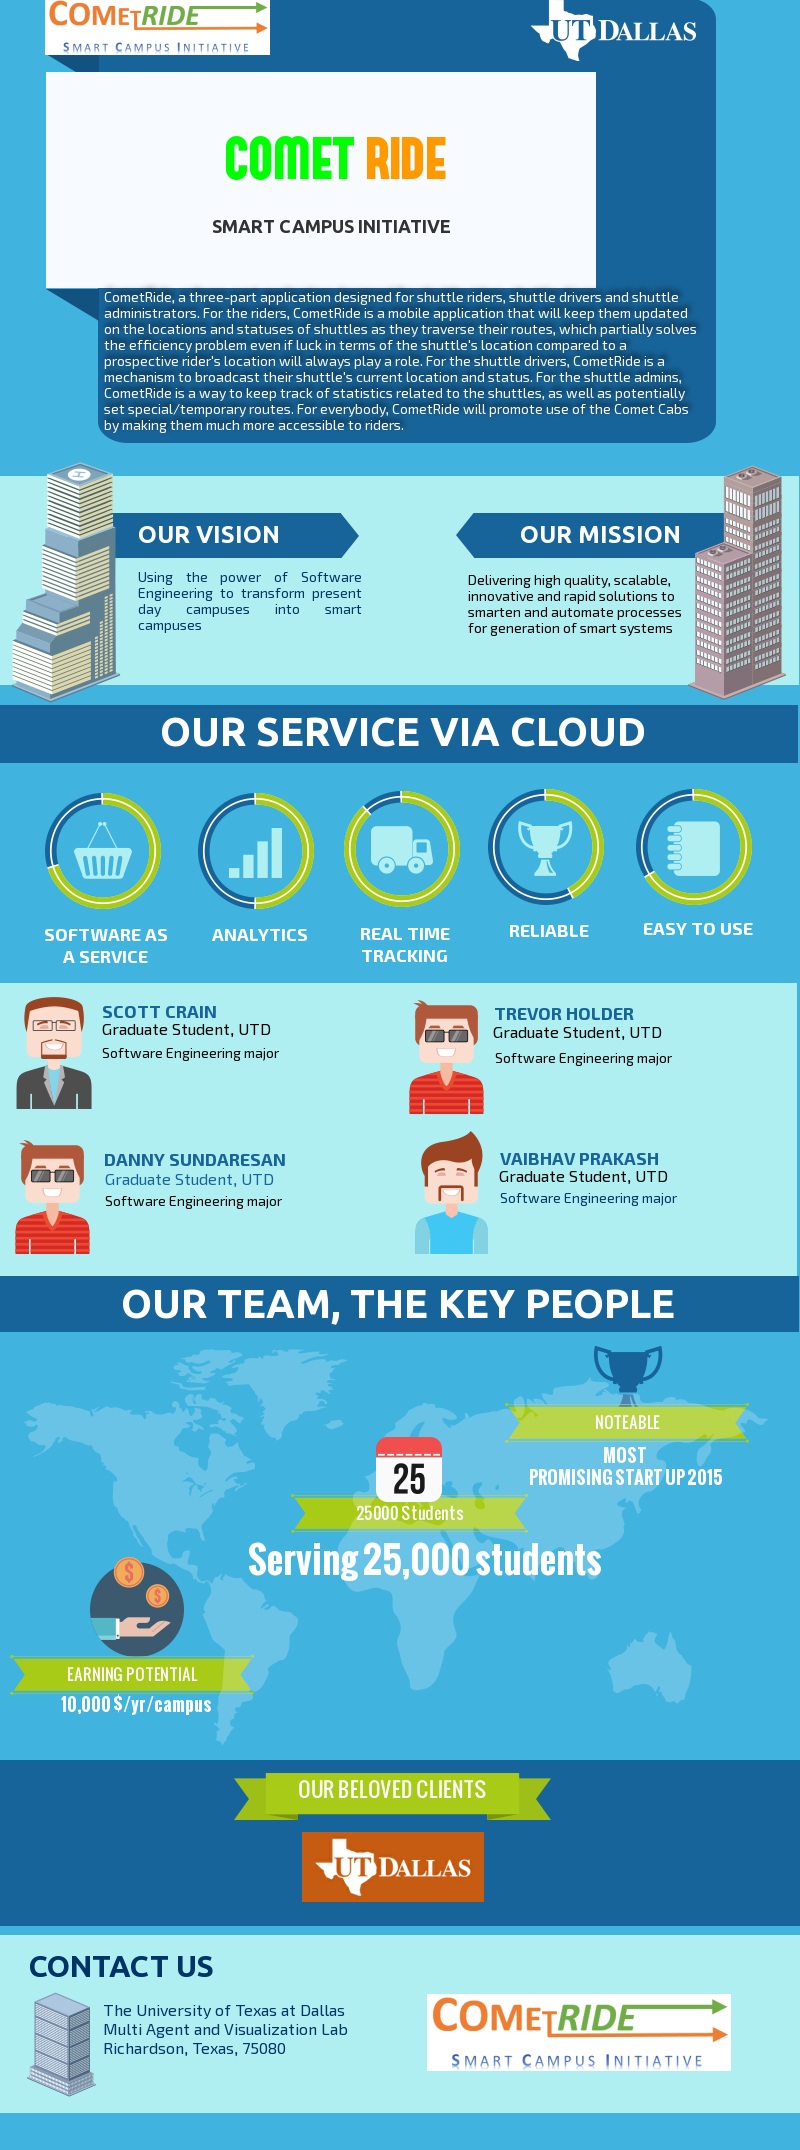 COMETRIDE
SMART CAMPUS INITIATIVE
UT DALLAS
COMET RIDE
SMART CAMPUS INITIATIVE
CometRide, a three-part application designed for shuttle riders, shuttle drivers and shuttle
administrators. For the riders, CometRide is a mobile application that will keep them updated
on the locations and statuses of shuttles as they traverse their routes, which partially solves
the efficiency problem even if luck in terms of the shuttle's location compared to a
prospective rider's location will always play a role. For the shuttle drivers, CometRide is a
mechanism to broadcast their shuttle's current location and status. For the shuttle admins,
CometRide is a way to keep track of statistics related to the shuttles, as well as potentially
set special/temporary routes. For everybody, CometRide will promote use of the Comet Cabs
by making them much more accessible to riders.
OUR VISION
Using the power of Software
Engineering to transform present
day campuses into smart
campuses
OUR MISSION
Delivering high quality, scalable,
innovative and rapid solutions to
smarten and automate processes
for generation of smart systems
OUR SERVICE VIA CLOUD
SOFTWARE AS
A SERVICE
ANALYTICS
REAL TIME
TRACKING
RELIABLE
EASY TO USE
SCOTT CRAIN
Graduate Student, UTD
Software Engineering major
TREVOR HOLDER
Graduate Student, UTD
Software Engineering major
DANNY SUNDARESAN
Graduate Student, UTD
Software Engineering major
VAIBHAV PRAKASH
Graduate Student, UTD
Software Engineering major
OUR TEAM, THE KEY PEOPLE
NOTEABLE
MOST
PROMISING START UP 2015
25
25000 Students
Serving 25,000 students
$
$
EARNING POTENTIAL
10,000 $/yr/campus
OUR BELOVED CLIENTS
UT DALLAS
CONTACT US
The University of Texas at Dallas
Multi Agent and Visualization Lab
Richardson, Texas, 75080
COMETRIDE
SMART CAMPUS INITIATIVE